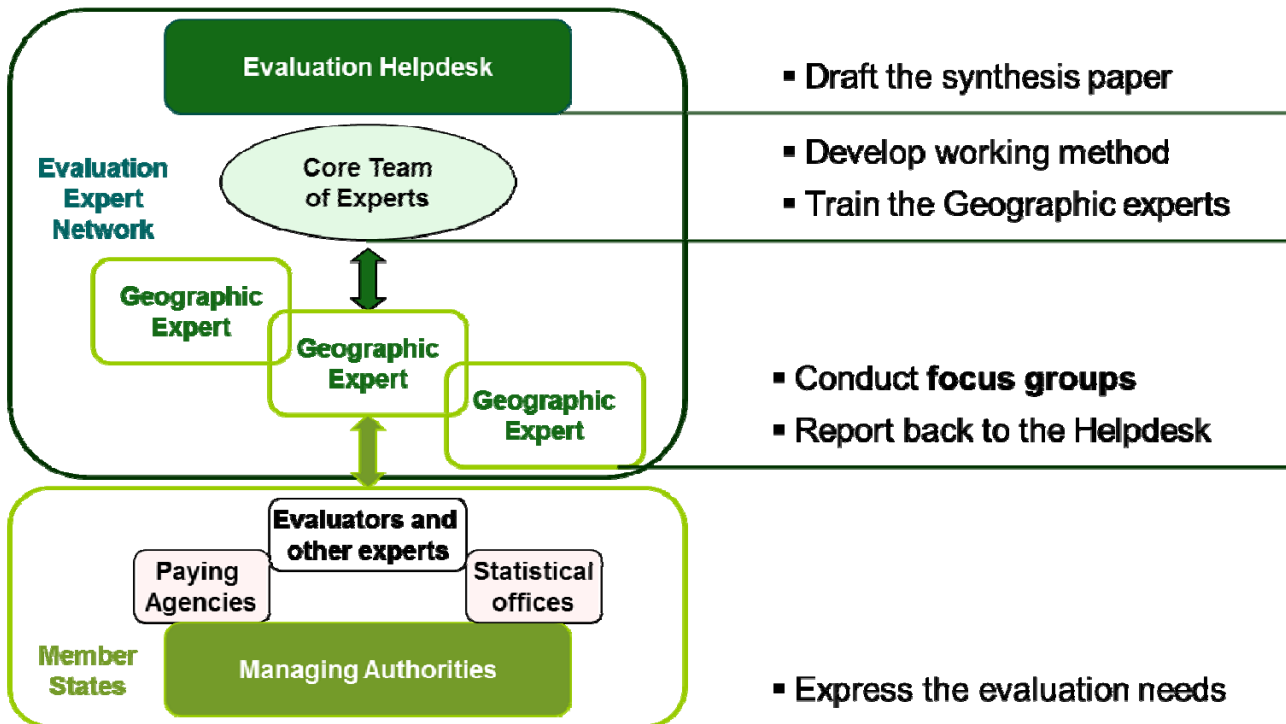 Evaluation Helpdesk
▪ Draft the synthesis paper
Evaluation
Expert
Network
Core Team
of Experts
▪ Develop working method
▪ Train the Geographic experts
Geographic
Expert
Geographic
Expert
Geographic
Expert
▪ Conduct focus groups
▪ Report back to the Helpdesk
Evaluators and
other experts
Paying
Agencies
Statistical
offices
Member
States
Managing Authorities
▪ Express the evaluation needs